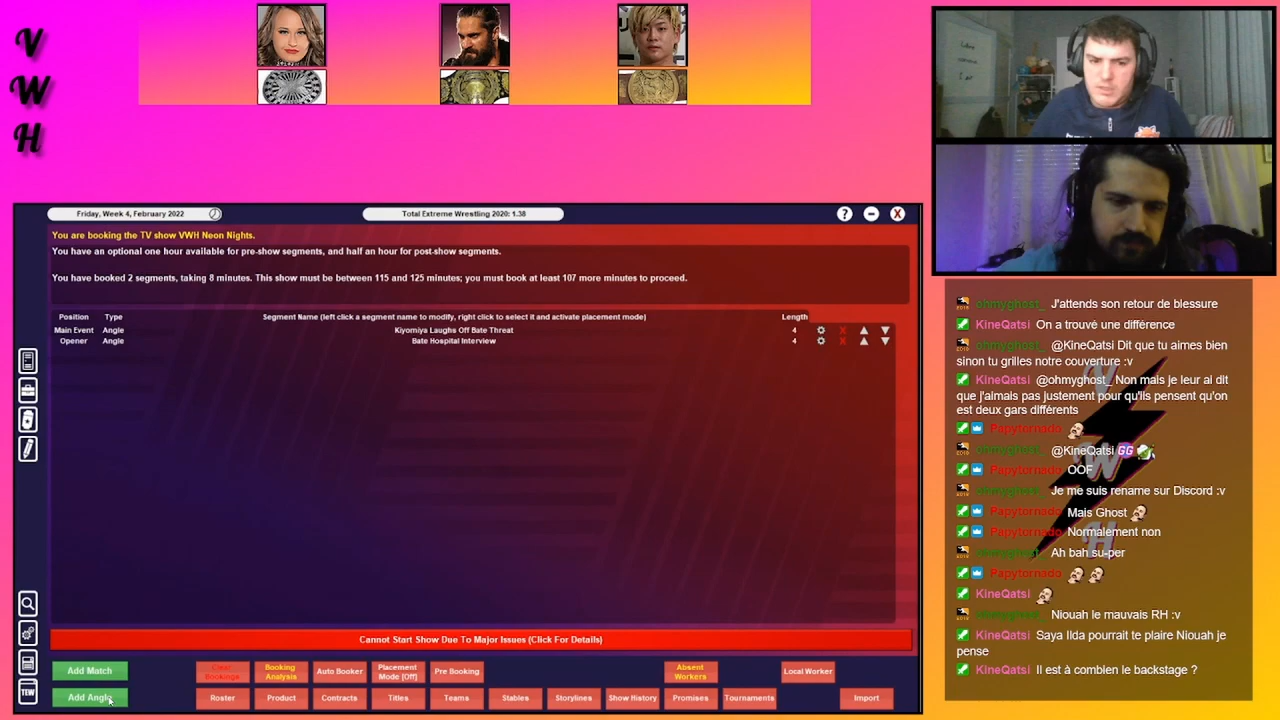 V
W
H
Friday, Week 4, February 2022
Total Extreme Wrestling 2020: 1.38
You are booking the TV show VWH Neon Nights.
You have an optional one hour available for pre-show segments, and half an hour for post-show segments.
You have booked 2 segments, taking 8 minutes. This show must be between 115 and 125 minutes; you must book at least 107 more minutes to proceed.
Position Type Segment Name (left click a segment name to modify, right click to select it and activate placement mode) Length
Main Event Angle Kiyomiya Laughs Off Bate Threat 4
Opener Angle Bate Hospital Interview 4
Cannot Start Show Due To Major Issues (Click For Details)
Add Match Clear Bookings Booking Analysis Auto Booker Placement Mode [Off] Pre Booking Absent Workers Local Worker
Add Angle Roster Product Contracts Titles Teams Stables Storylines Show History Promises Tournaments Import
TEW
ohmyghost_ J'attends son retour de blessure
KineQatsi On a trouvé une différence
ohmyghost_ @KineQatsi Dit que tu aimes bien
sinon tu grilles notre couverture :v
KineQatsi @ohmyghost_ Non mais je leur ai dit
que j'aimais pas justement pour qu'ils pensent qu'on
est deux gars différents
Papytornado
ohmyghost_ @KineQatsi GG
Papytornado OOF
ohmyghost_ Je me suis rename sur Discord :v
Papytornado Mais Ghost
Papytornado Normalement non
ohmyghost_ Ah bah su-per
Papytornado
KineQatsi
ohmyghost_ Niouah le mauvais RH :v
KineQatsi Saya Ilda pourrait te plaire Niouah je
pense
KineQatsi Il est à combien le backstage ?